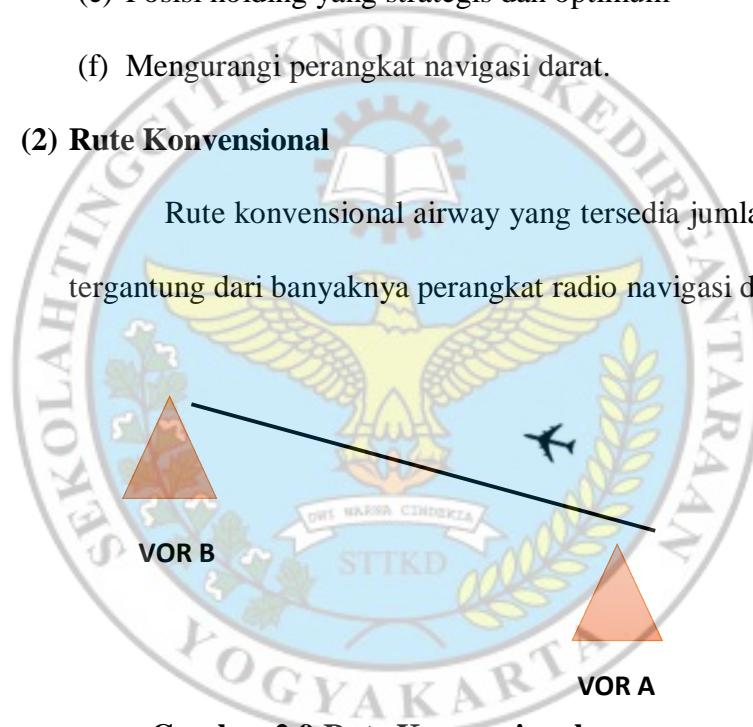 (f) Mengurangi perangkat navigasi darat.
(2) Rute Konvensional
Rute konvensional airway yang tersedia
tergantung dari banyaknya perangkat radio navigasi
VOR B
VOR A
SEKOLAH TINGGI TEKNOLOGI KEDIRGANTARAAN
DWI WARNA CINDEKIA
STTKD
YOGYAKARTA